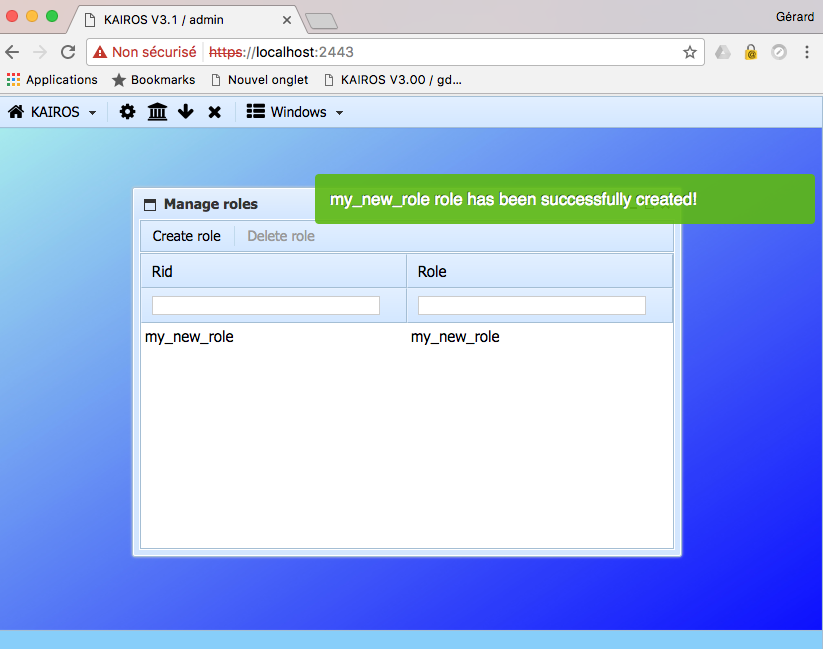 KAIROS V3.1 / admin
Gérard
Non sécurisé https://localhost:2443
Applications Bookmarks Nouvel onglet KAIROS V3.00 / gd...
KAIROS Windows
my_new_role role has been successfully created!
Manage roles
Create role Delete role
Rid Role
my_new_role my_new_role